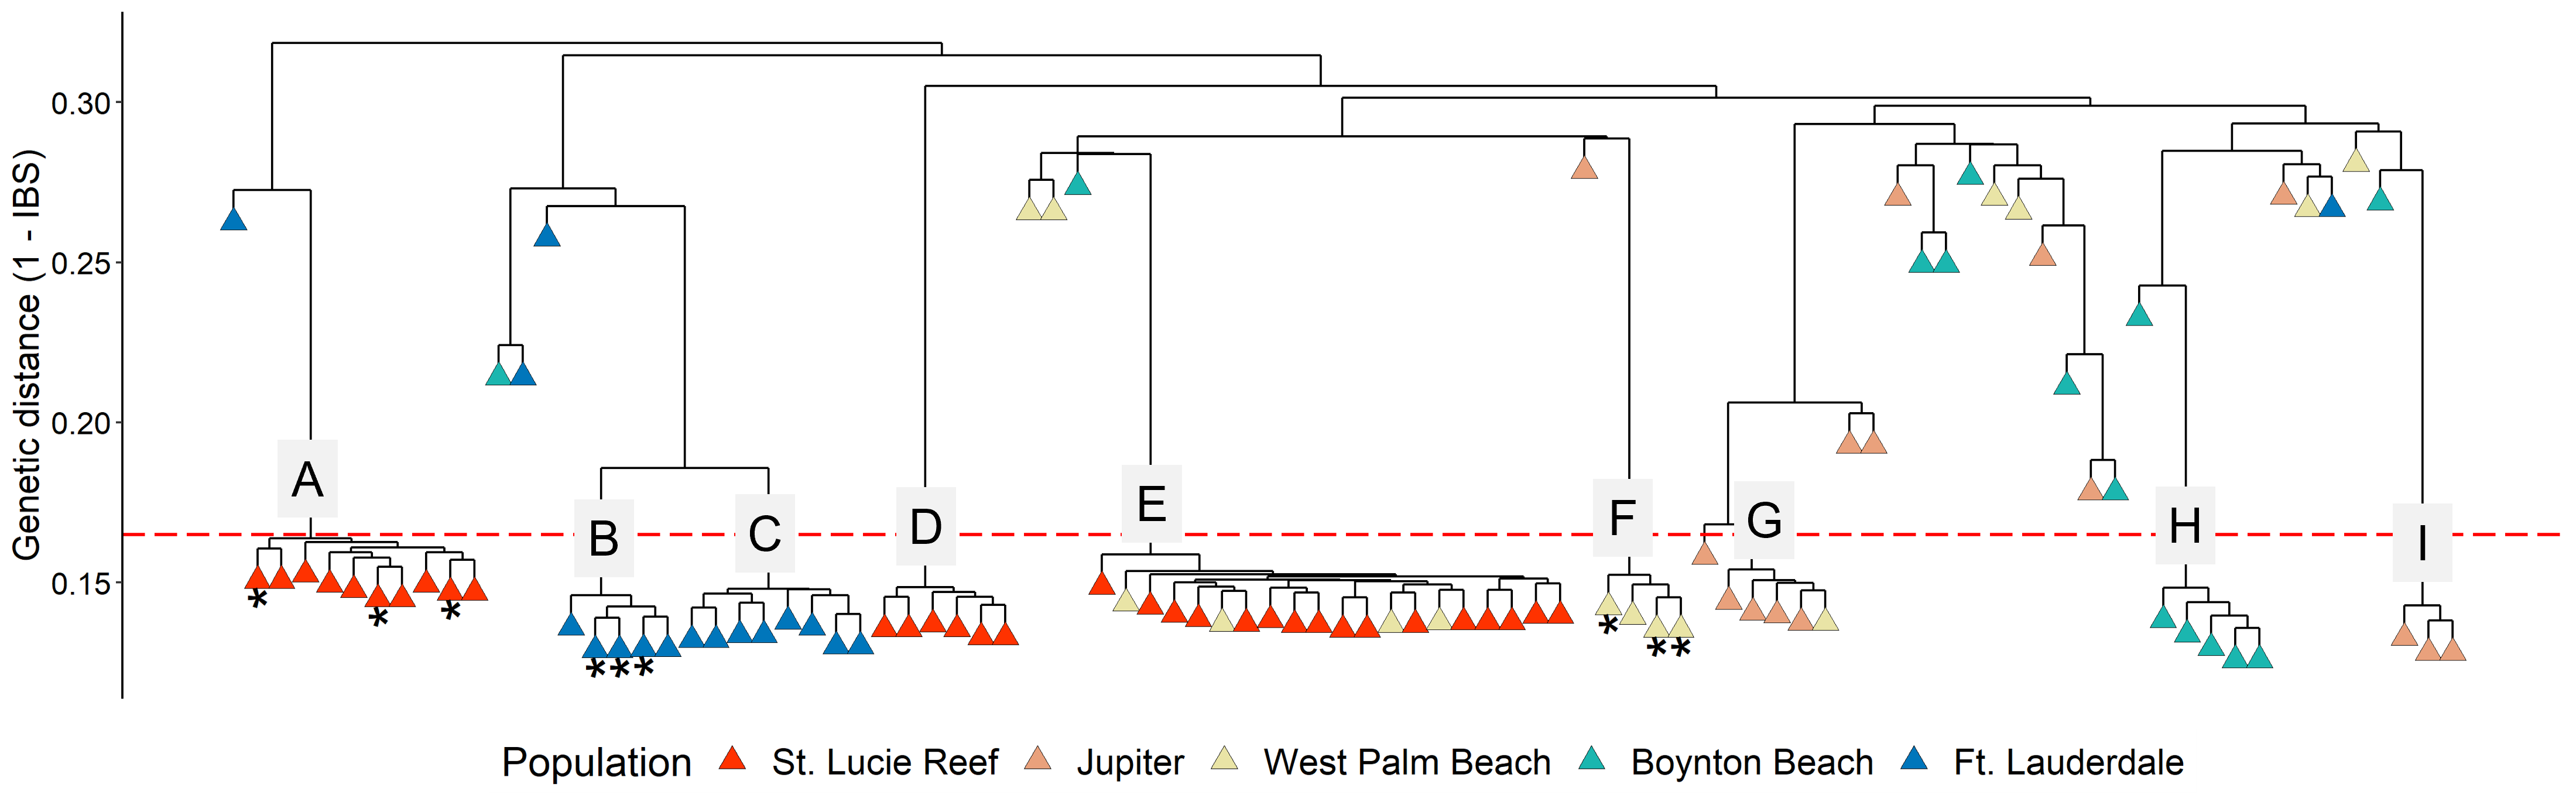 Genetic distance (1 - IBS)
0.30
0.25
0.20
0.15
A
B
C
D
E
F
G
H
I
*
*
*
***
*
**
Population St. Lucie Reef Jupiter West Palm Beach Boynton Beach Ft. Lauderdale